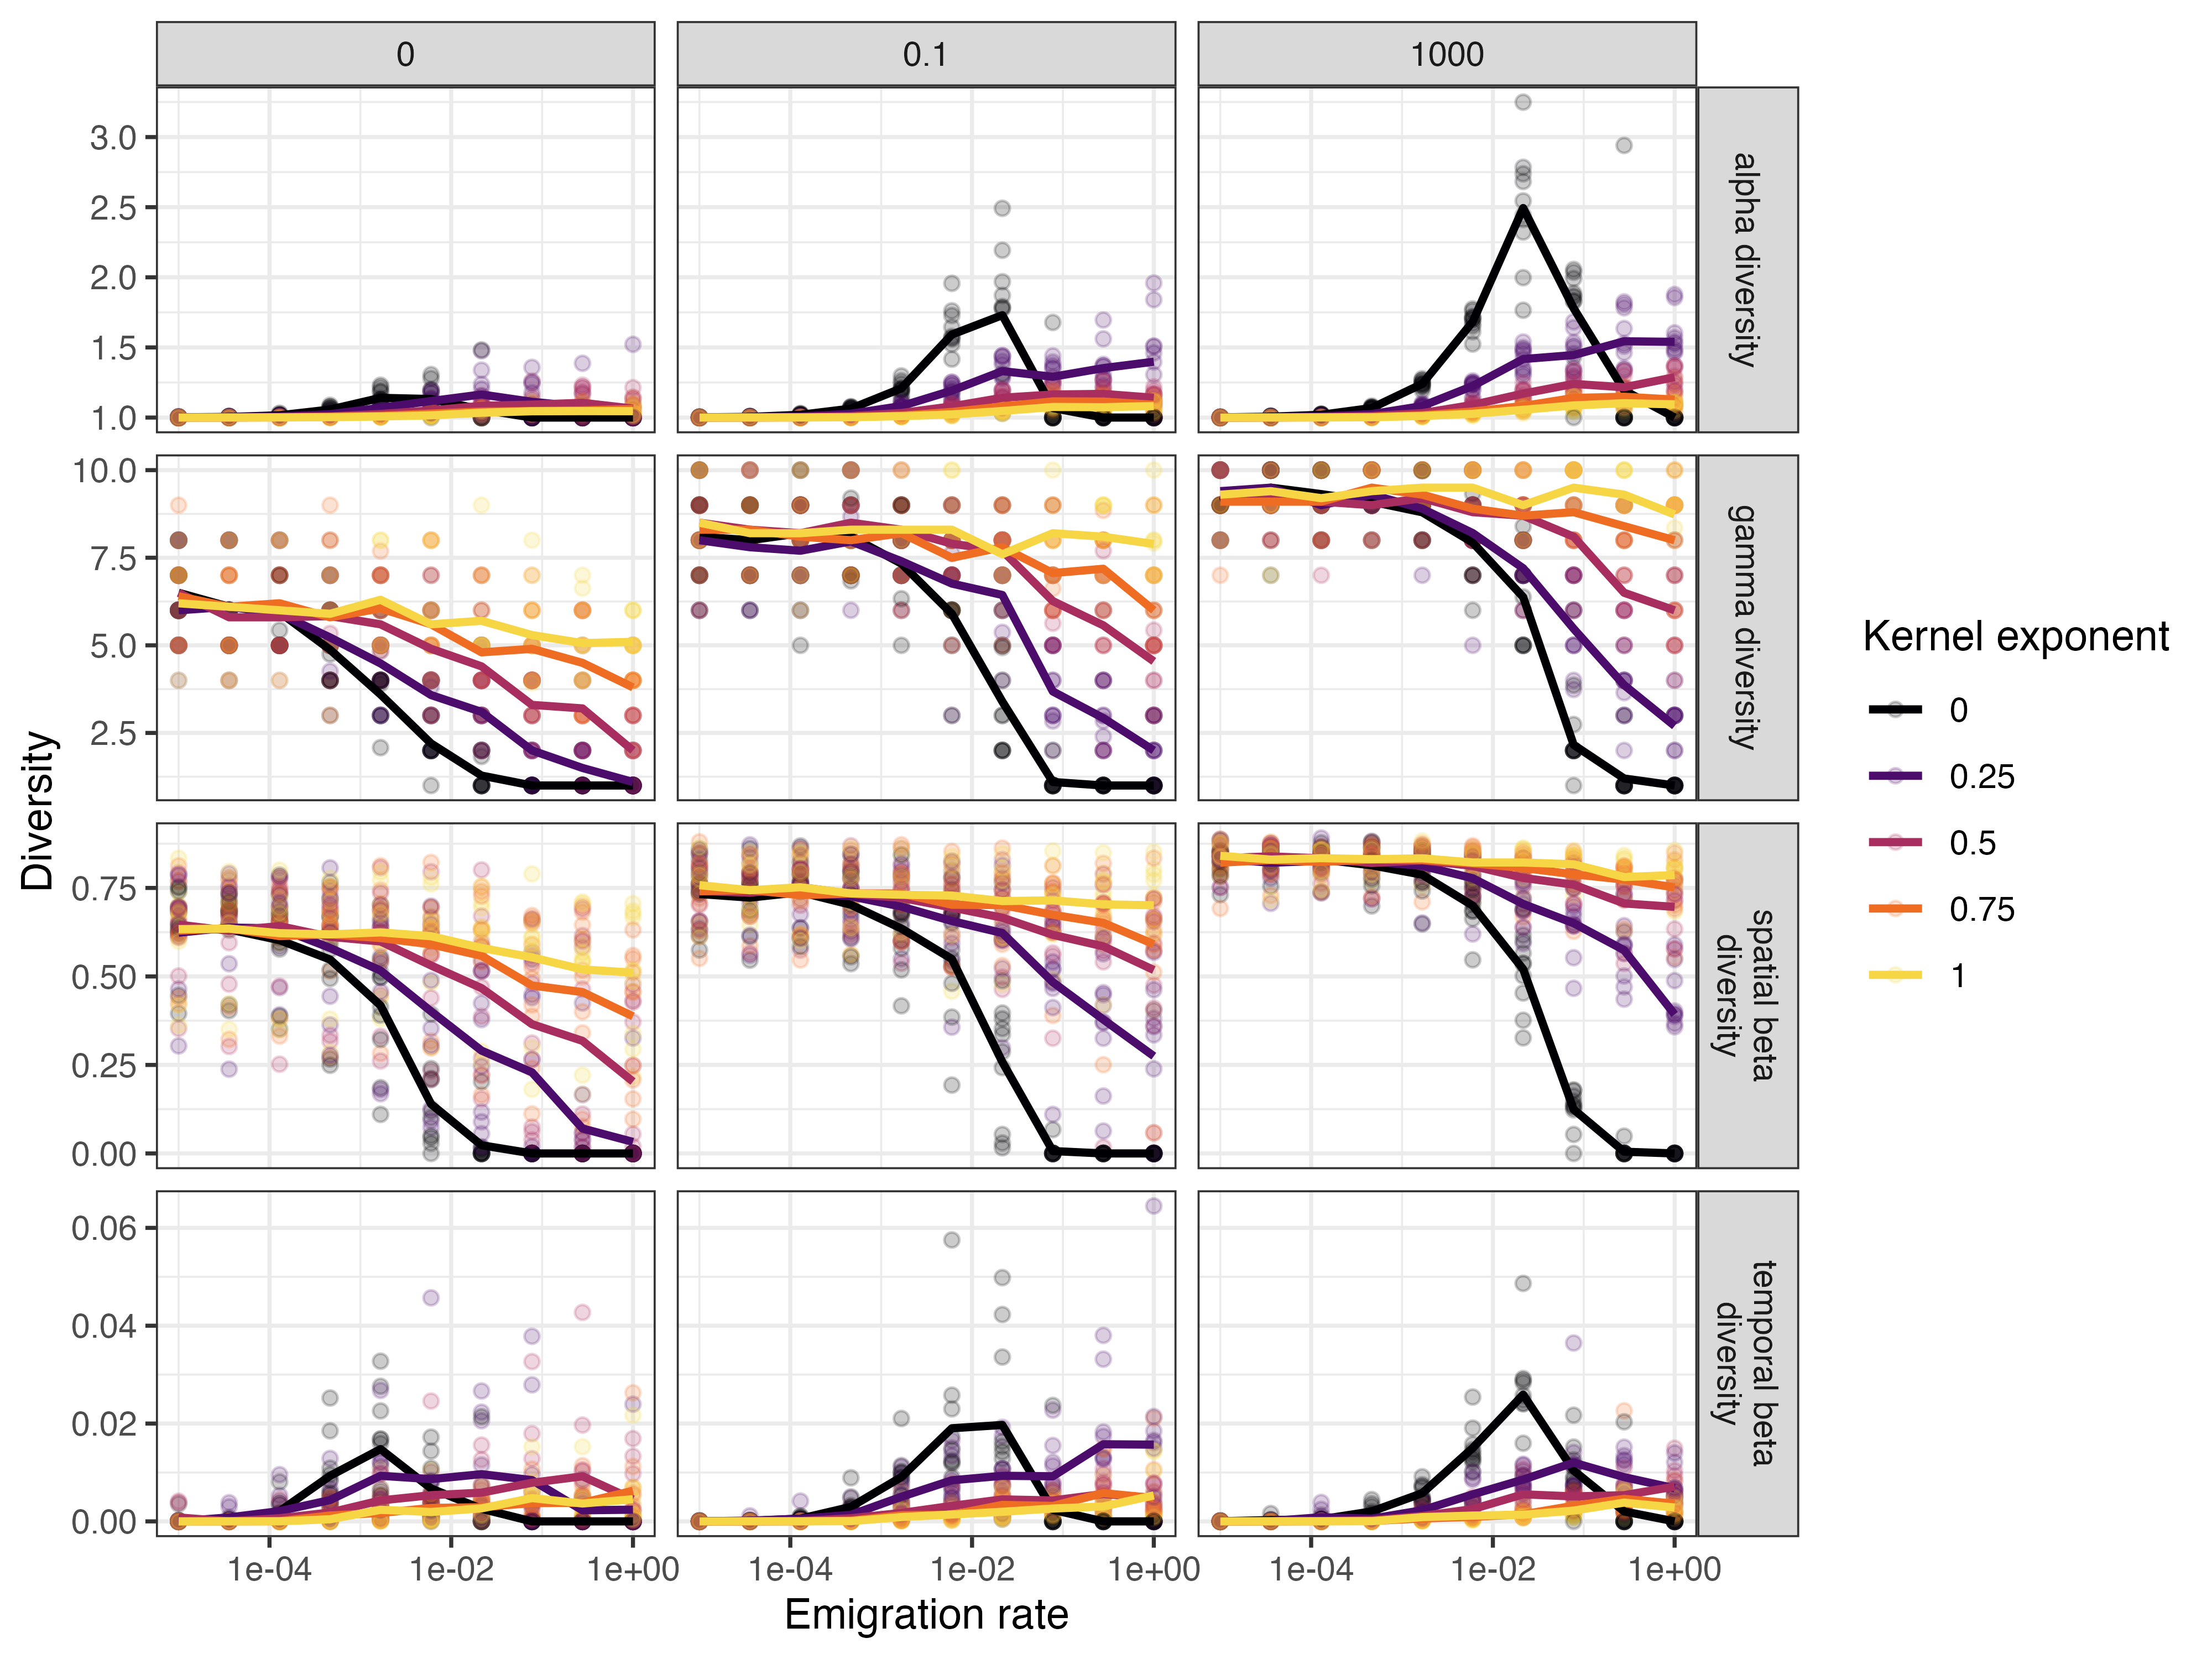 0 0.1 1000
3.0
2.5
2.0
1.5
1.0
alpha diversity
10.0
7.5
5.0
2.5
gamma diversity
0.75
0.50
0.25
0.00
spatial beta
diversity
0.06
0.04
0.02
0.00
temporal beta
diversity
1e-04 1e-02 1e+00 1e-04 1e-02 1e+00 1e-04 1e-02 1e+00
Emigration rate
Diversity
Kernel exponent
0
0.25
0.5
0.75
1